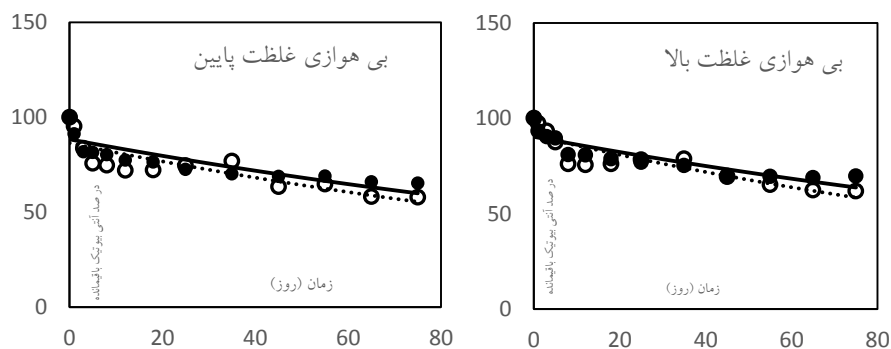 150
100
50
0
بی هوازی غلظت پایین
در صد آنتی بیوتیک باقیمانده
زمان (روز)
0 20 40 60 80
150
100
50
0
بی هوازی غلظت بالا
در صد آنتی بیوتیک باقیمانده
زمان (روز)
0 20 40 60 80